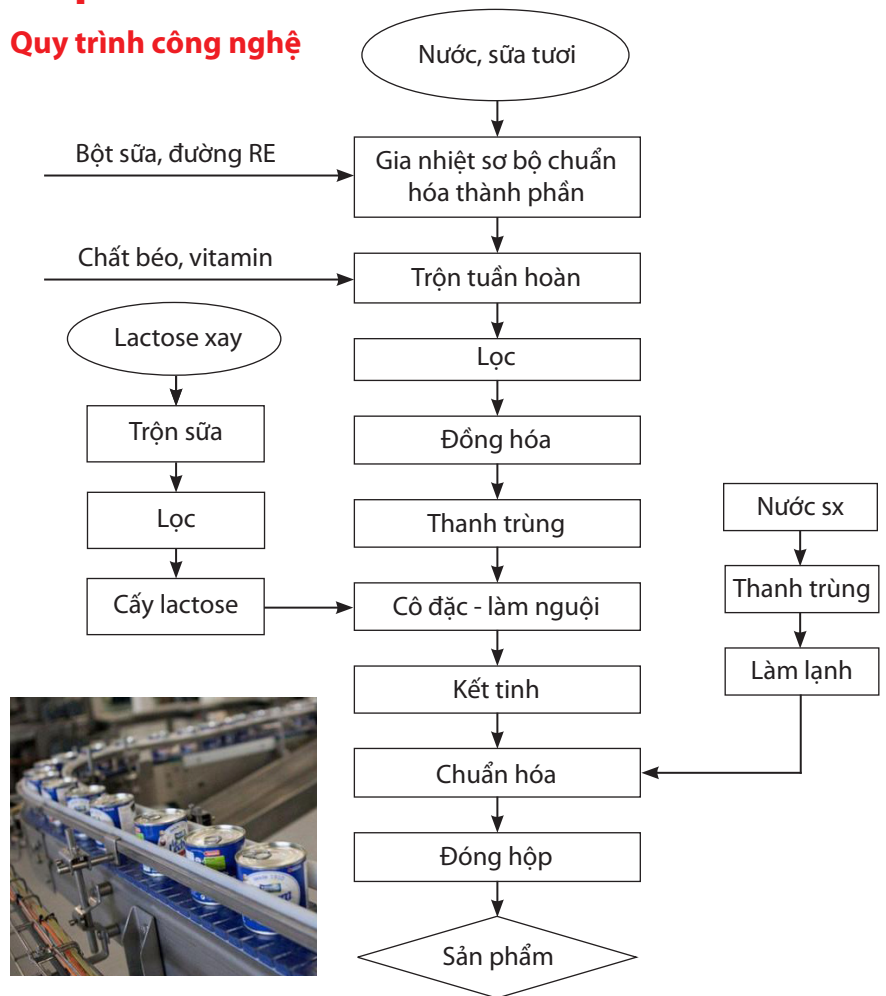 Quy trình công nghệ
Nước, sữa tươi
Bột sữa, đường RE
Gia nhiệt sơ bộ chuẩn
hóa thành phần
Chất béo, vitamin
Trộn tuần hoàn
Lactose xay
Lọc
Trộn sữa
Đồng hóa
Lọc
Thanh trùng
Nước sx
Cấy lactose
Cô đặc - làm nguội
Thanh trùng
Kết tinh
Làm lạnh
Chuẩn hóa
Đóng hộp
Sản phẩm